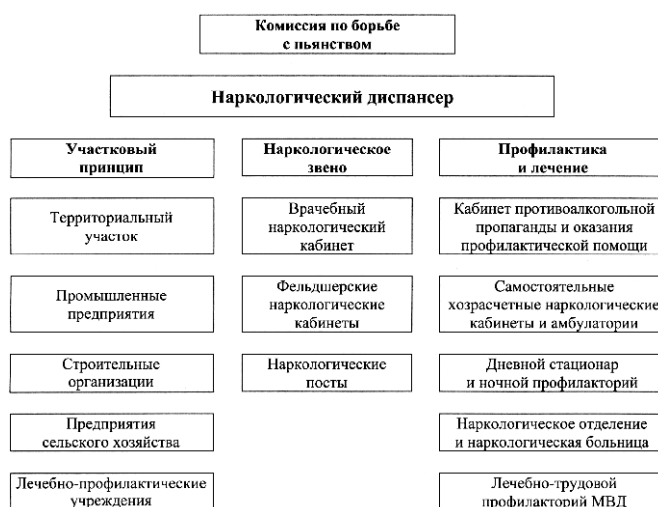 Комиссия по борьбе
с пьянством
Наркологический диспансер
Участковый
принцип
Наркологическое
звено
Профилактика
и лечение
Территориальный
участок
Врачебный
наркологический
кабинет
Кабинет противоалкогольной
пропаганды и оказания
профилактической помощи
Промышленные
предприятия
Фельдшерские
наркологические
кабинеты
Самостоятельные
хозрасчетные наркологические
кабинеты и амбулатории
Строительные
организации
Наркологические
посты
Дневной стационар
и ночной профилакторий
Предприятия
сельского хозяйства
Наркологическое отделение
и наркологическая больница
Лечебно-профилактические
учреждения
Лечебно-трудовой
профилакторий МВД